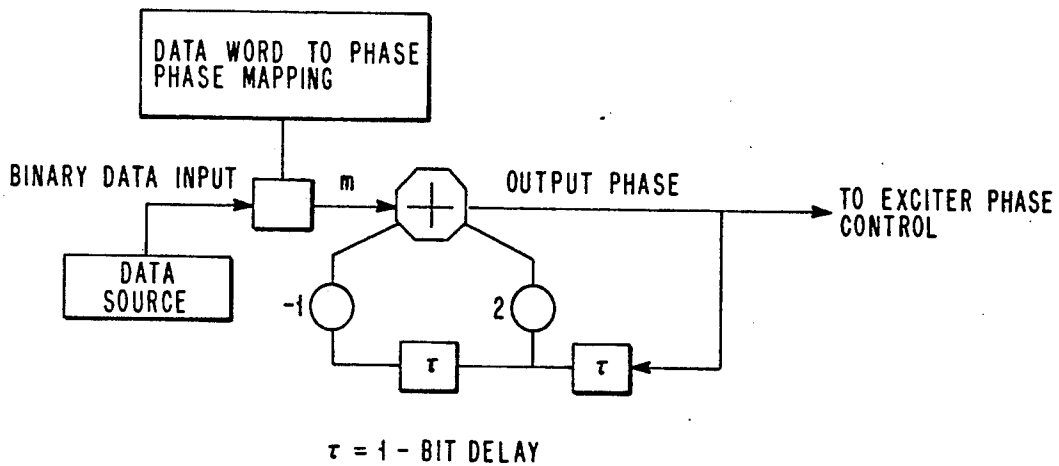 DATA WORD TO PHASE
PHASE MAPPING
BINARY DATA INPUT
m
OUTPUT PHASE
TO EXCITER PHASE
CONTROL
DATA
SOURCE
-1
2
τ
τ
τ = 1 - BIT DELAY